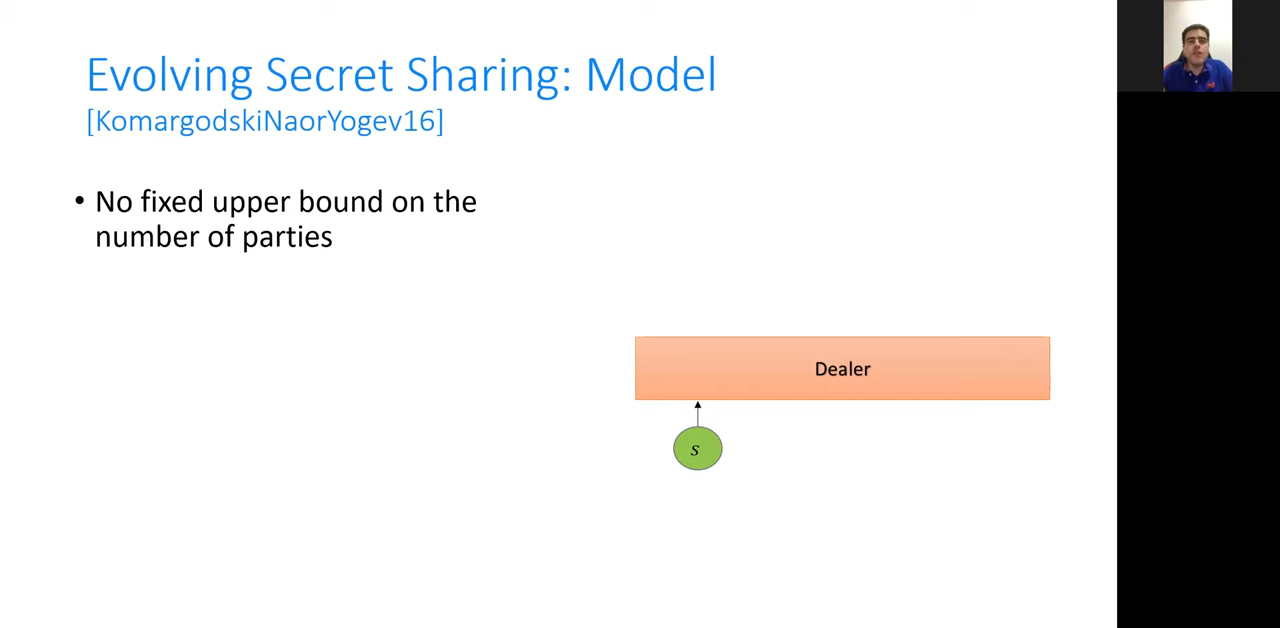 Evolving Secret Sharing: Model
[KomargodskiNaorYogev16]
• No fixed upper bound on the
number of parties
Dealer
s